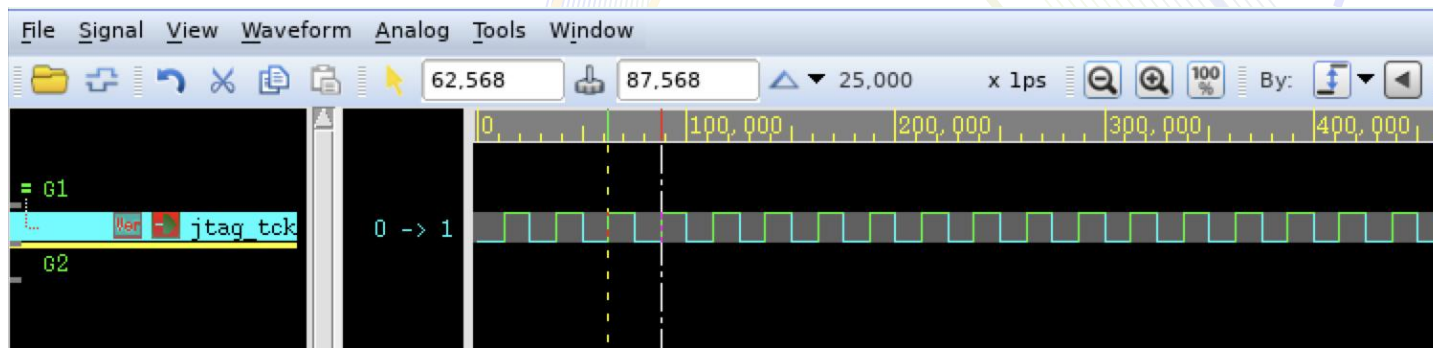 File Signal View Waveform Analog Tools Window
62,568 87,568 25,000 x 1ps 100 % By:
0 100,000 200,000 300,000 400,000
= G1
jtag_tck 0 -> 1
G2